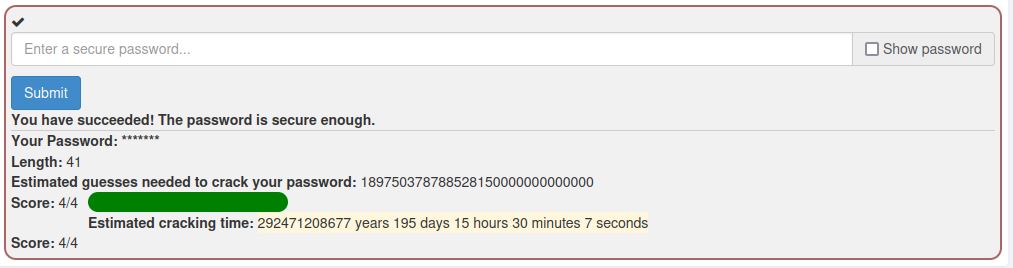 Enter a secure password...
Show password
Submit
You have succeeded! The password is secure enough.
Your Password: *******
Length: 41
Estimated guesses needed to crack your password: 189750378788528150000000000000
Score: 4/4
Estimated cracking time: 292471208677 years 195 days 15 hours 30 minutes 7 seconds
Score: 4/4